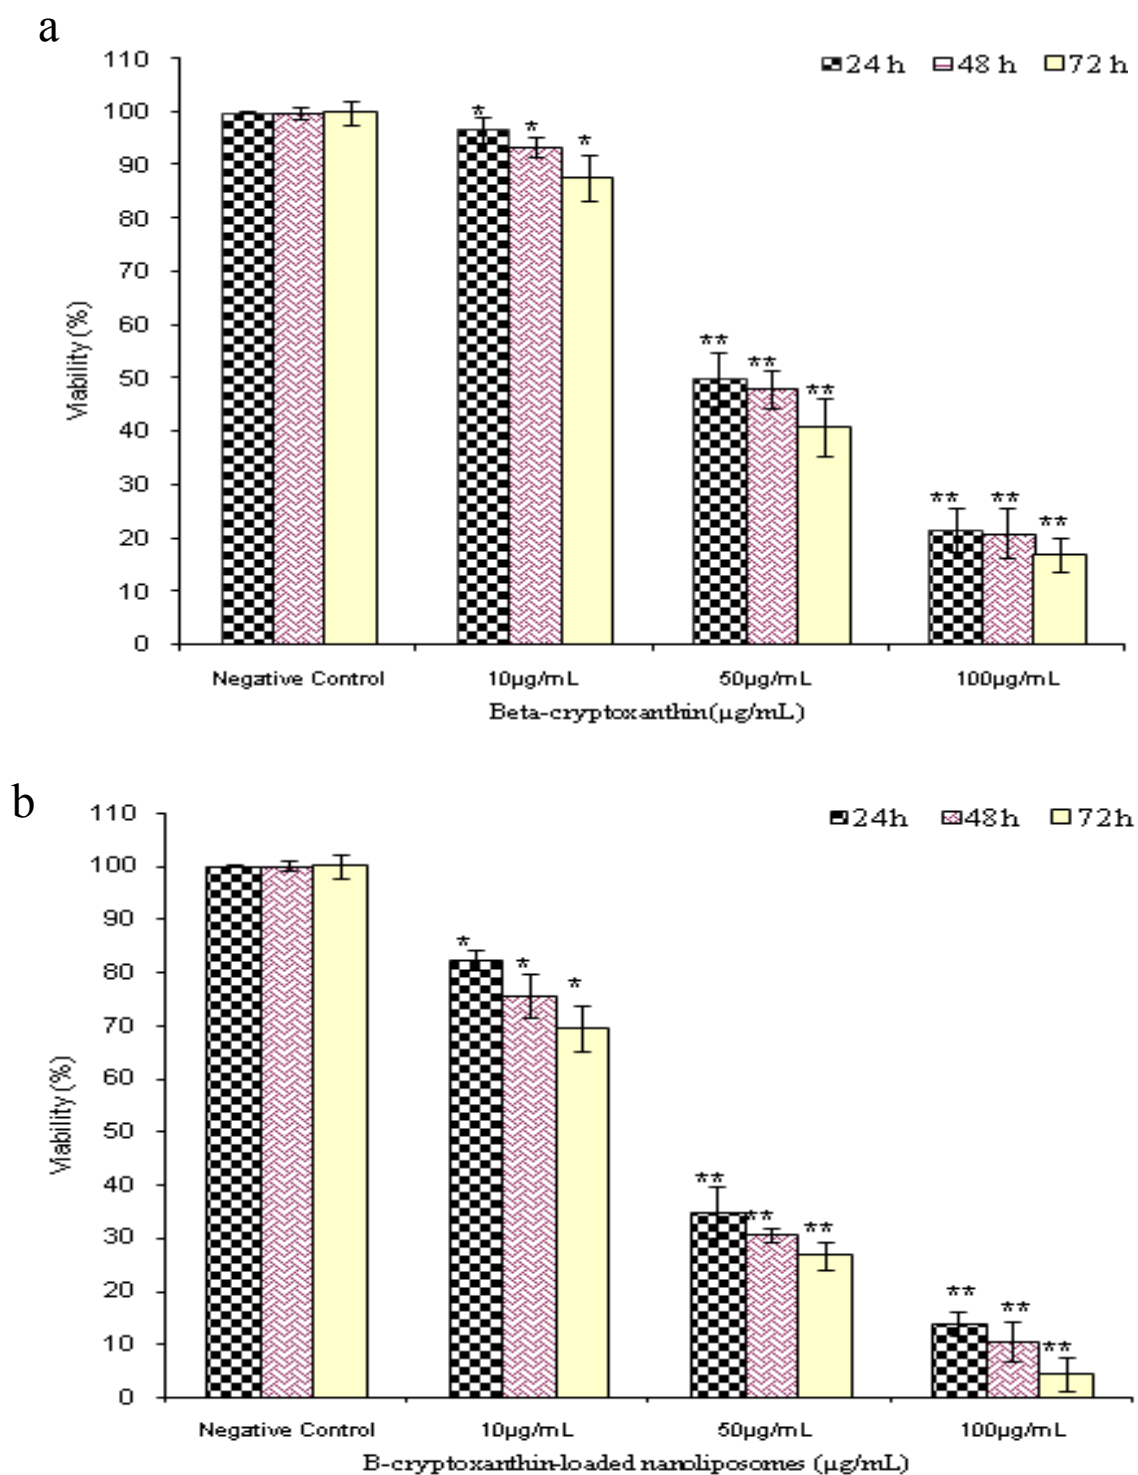 a
110
24 h 48 h 72 h
100
90
80
70
60
50
40
30
20
10
0
Viability (%)
* * *
** ** **
** ** **
Negative Control 10µg/mL 50µg/mL 100µg/mL
Beta-cryptoxanthin(µg/mL)
b
110
24h 48h 72h
100
90
80
70
60
50
40
30
20
10
0
Viability (%)
* * *
** ** **
** ** **
Negative Control 10µg/mL 50µg/mL 100µg/mL
B-cryptoxanthin-loaded nanoliposomes (µg/mL)